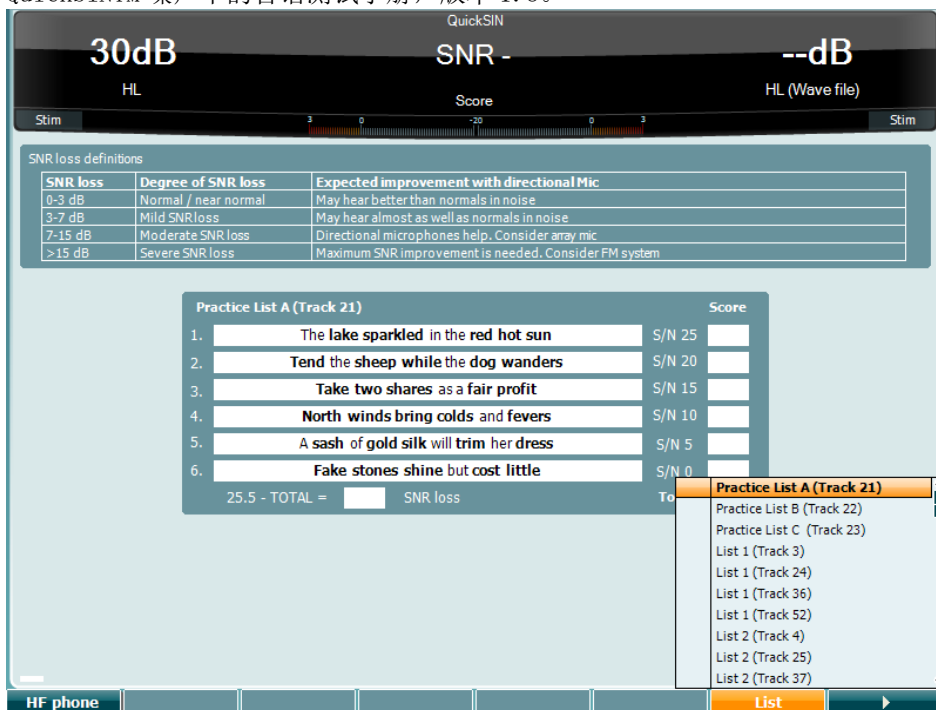 QuickSIN
30dB SNR - --dB
HL HL (Wave file)
Score
Stim 3 0 -20 0 3 Stim
SNR loss definitions
SNR loss Degree of SNR loss Expected improvement with directional Mic
0-3 dB Normal / near normal May hear better than normals in noise
3-7 dB Mild SNR loss May hear almost as well as normals in noise
7-15 dB Moderate SNR loss Directional microphones help. Consider array mic
>15 dB Severe SNR loss Maximum SNR improvement is needed. Consider FM system
Practice List A (Track 21) Score
1. The lake sparkled in the red hot sun S/N 25
2. Tend the sheep while the dog wanders S/N 20
3. Take two shares as a fair profit S/N 15
4. North winds bring colds and fevers S/N 10
5. A sash of gold silk will trim her dress S/N 5
6. Fake stones shine but cost little S/N 0
25.5 - TOTAL = SNR loss To
Practice List A (Track 21)
Practice List B (Track 22)
Practice List C (Track 23)
List 1 (Track 3)
List 1 (Track 24)
List 1 (Track 36)
List 1 (Track 52)
List 2 (Track 4)
List 2 (Track 25)
List 2 (Track 37)
HF phone List